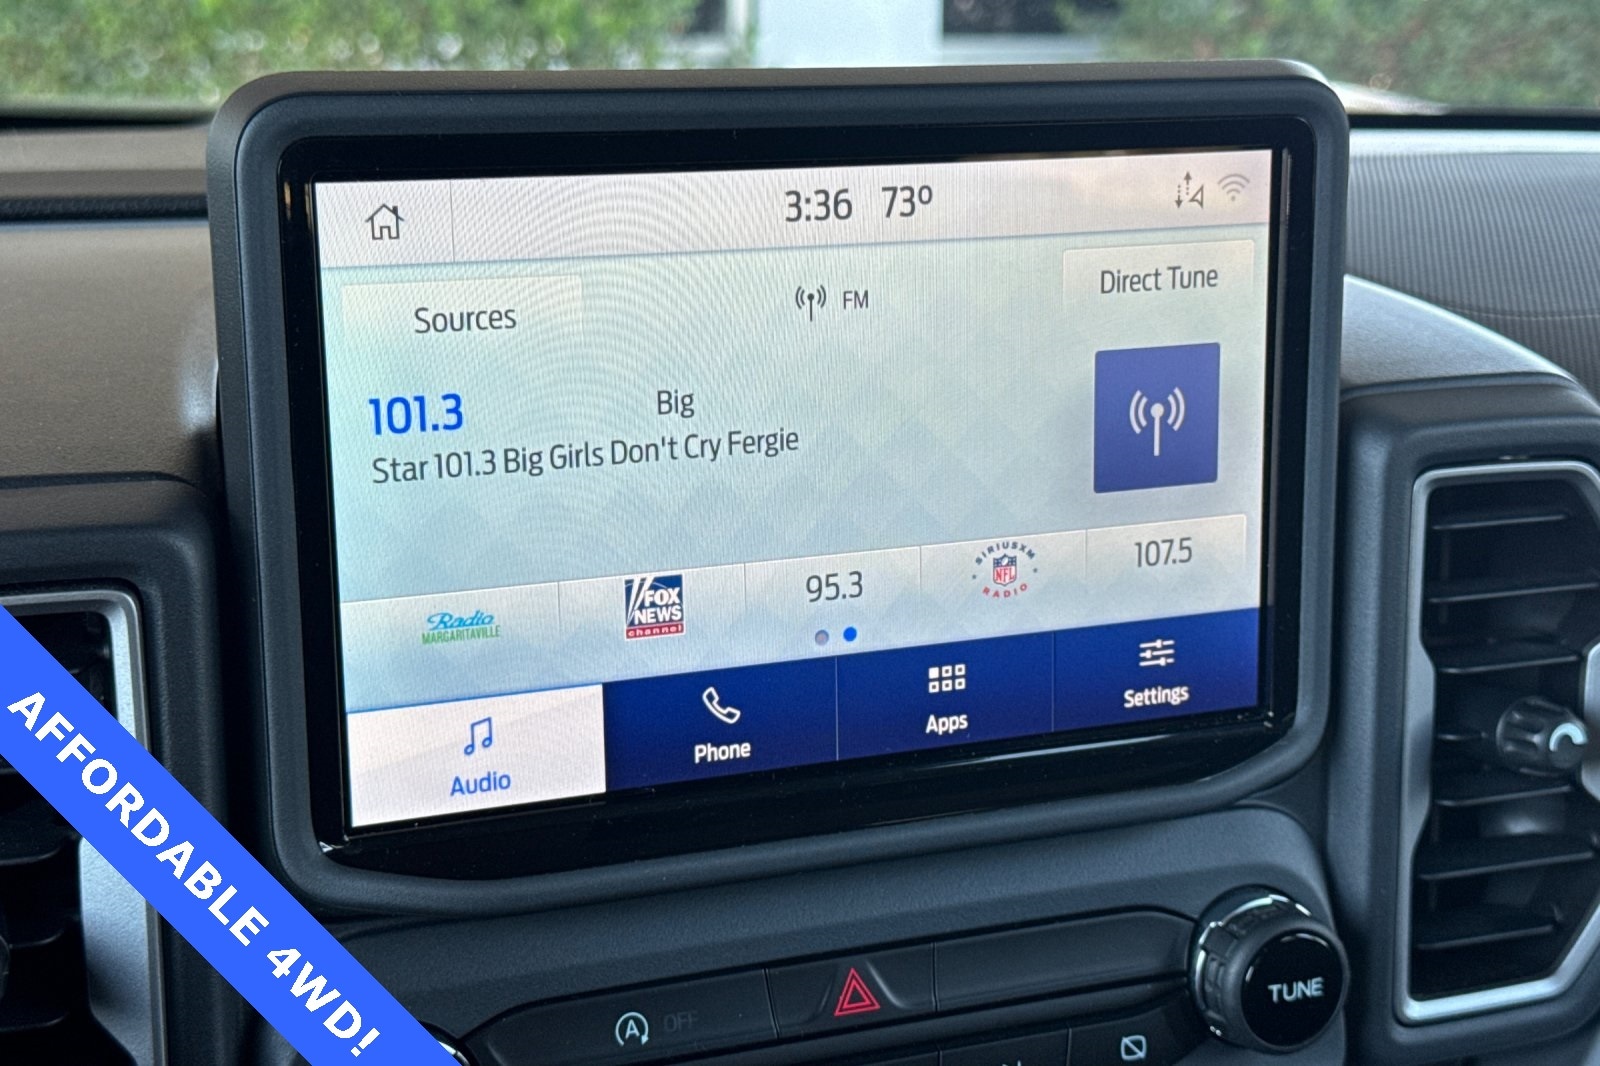 3:36 73°
Sources
FM
Direct Tune
101.3
Big
Star 101.3 Big Girls Don't Cry Fergie
Radio
MARGARITAVILLE
FOX
NEWS
channel
95.3
SIRIUSXM
NFL
RADIO
107.5
Audio
Phone
Apps
Settings
AFFORDABLE 4WD!
A OFF
TUNE